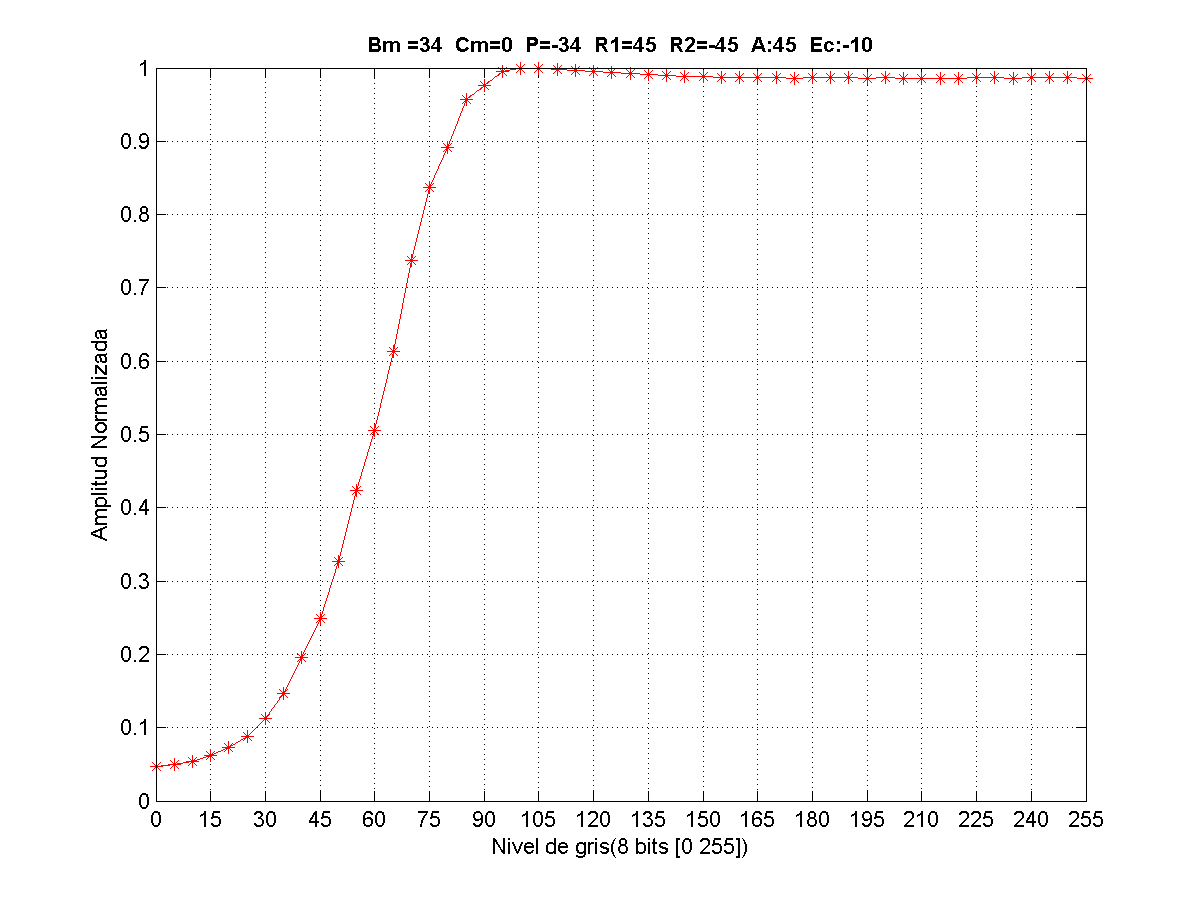 Bm =34  Cm=0  P=-34  R1=45  R2=-45  A:45  Ec:-10
1
0.9
0.8
0.7
0.6
0.5
0.4
0.3
0.2
0.1
0
Amplitud Normalizada
0 15 30 45 60 75 90 105 120 135 150 165 180 195 210 225 240 255
Nivel de gris(8 bits [0 255])